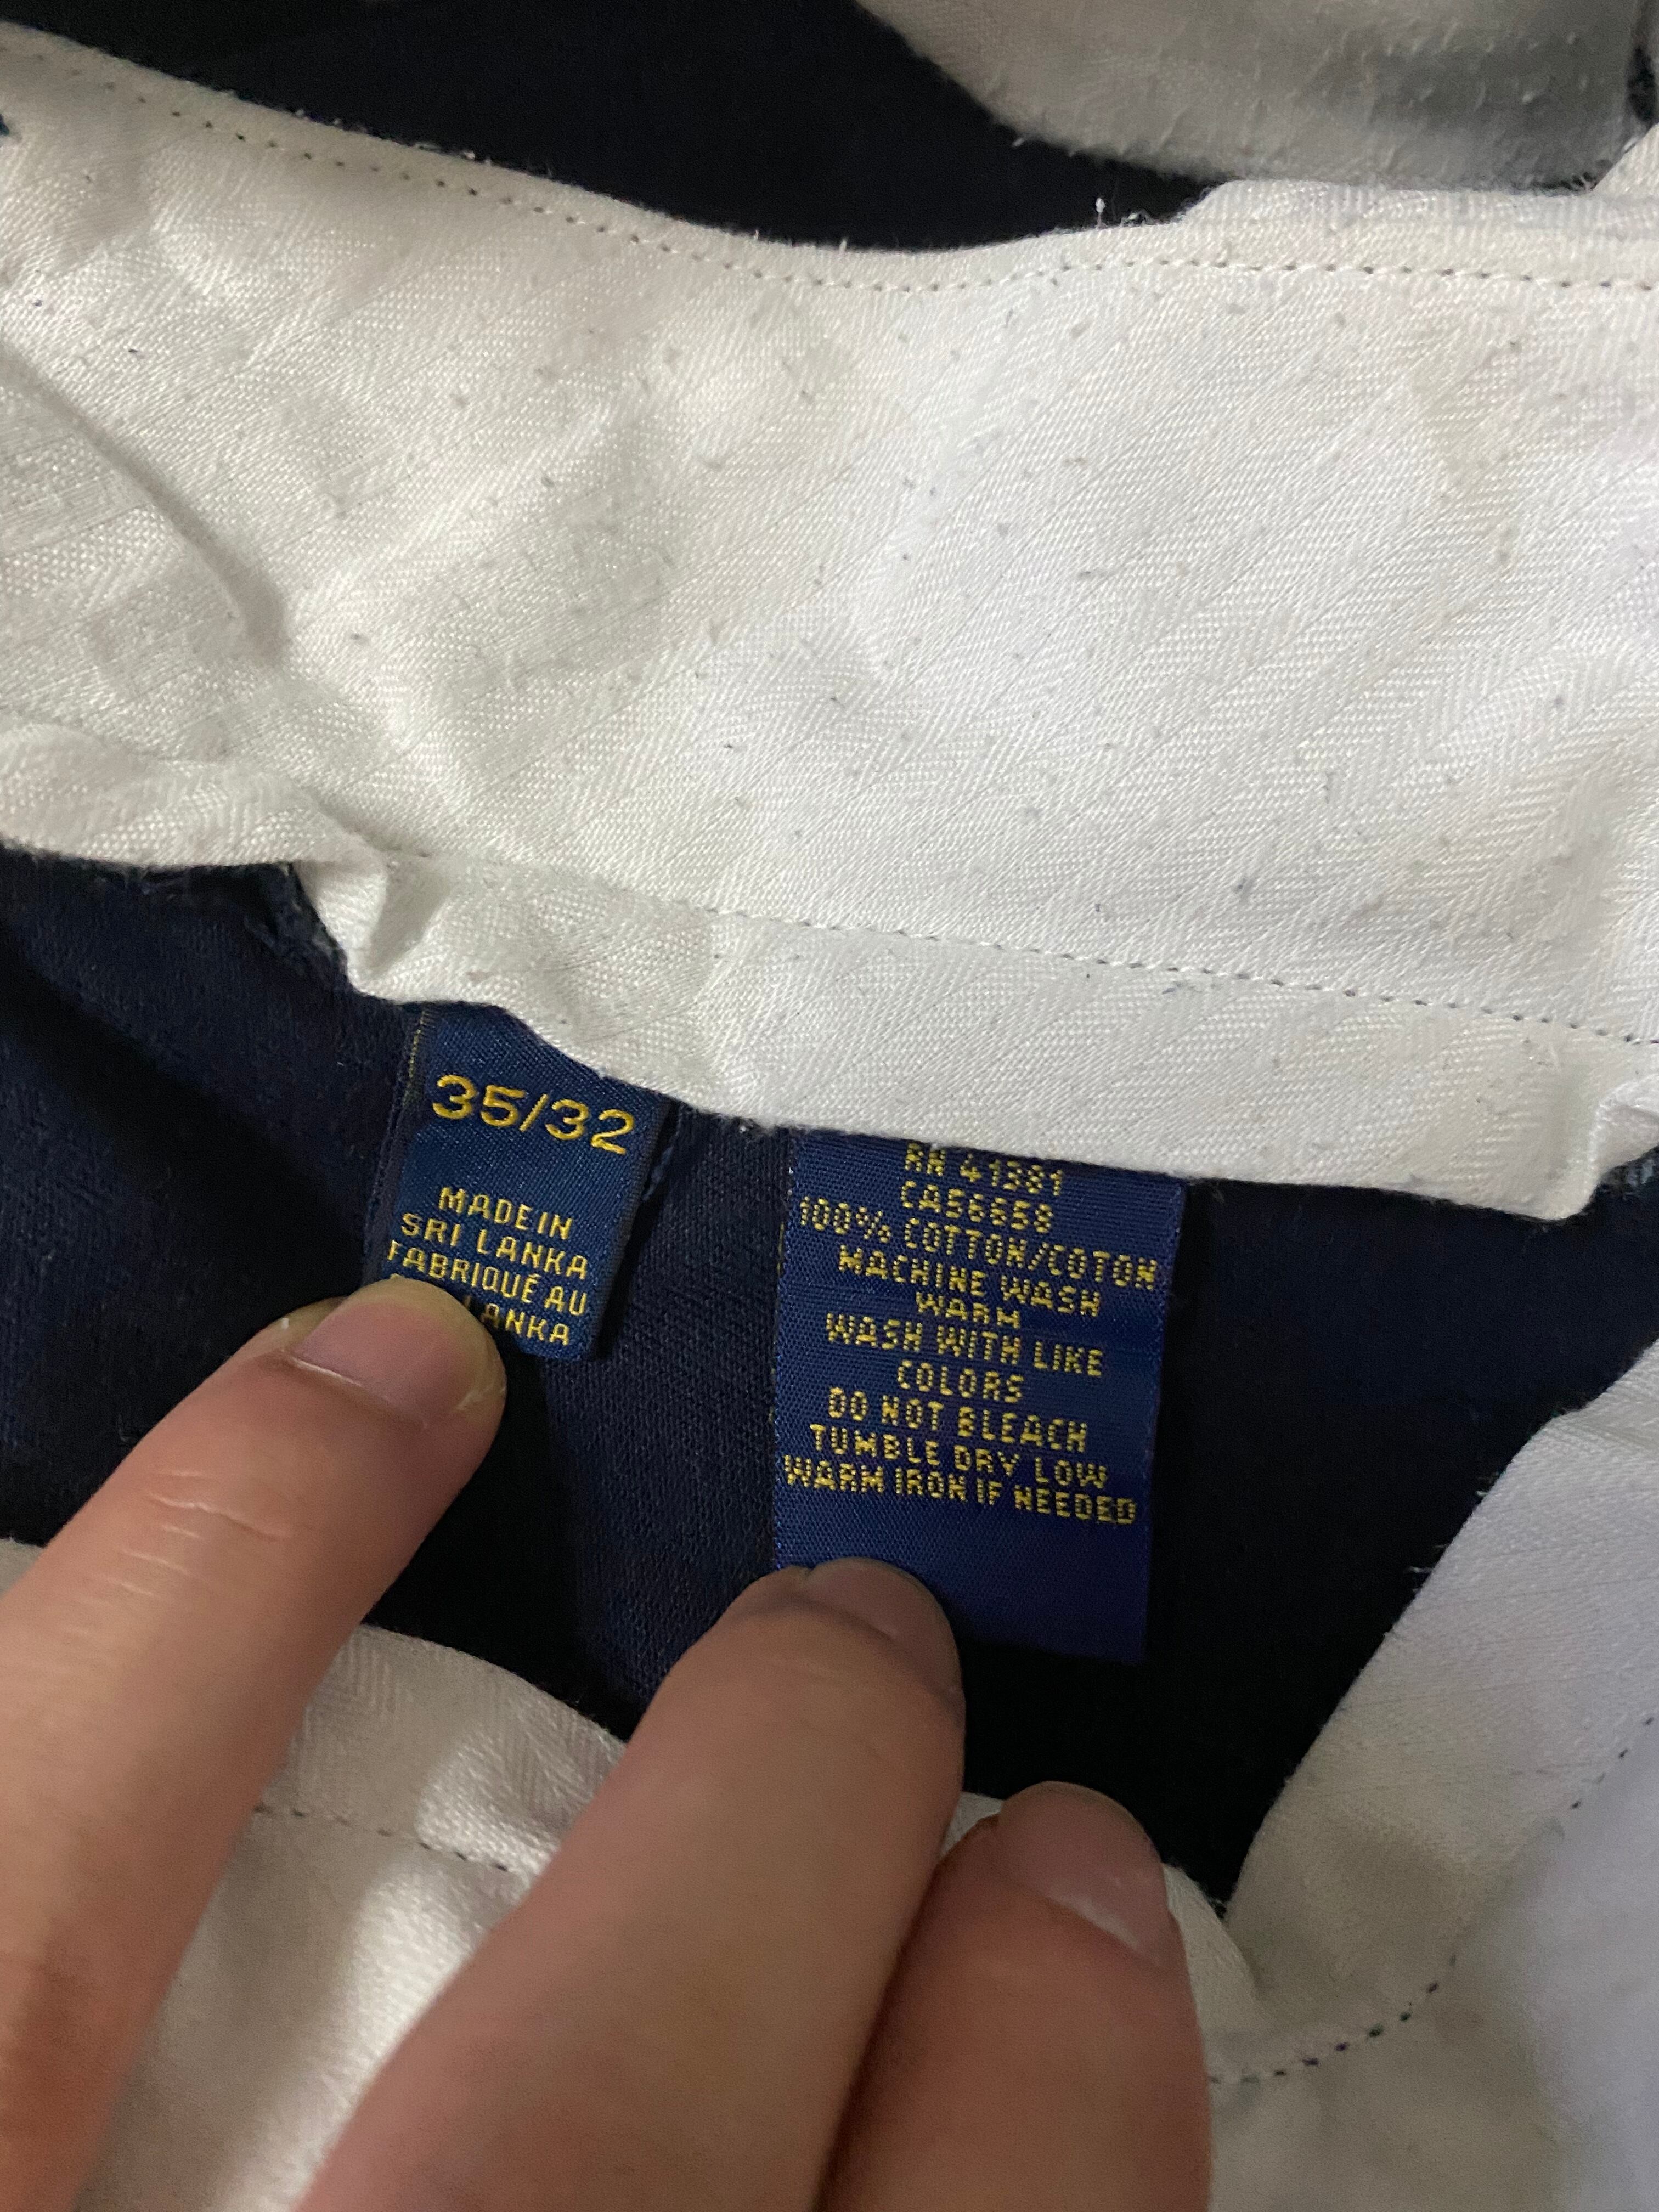 35/32
MADE IN
SRI LANKA
FABRIQUÉ AU
LANKA
RN 41381
CA56658
100% COTTON/COTON
MACHINE WASH
WARM
WASH WITH LIKE
COLORS
DO NOT BLEACH
TUMBLE DRY LOW
WARM IRON IF NEEDED